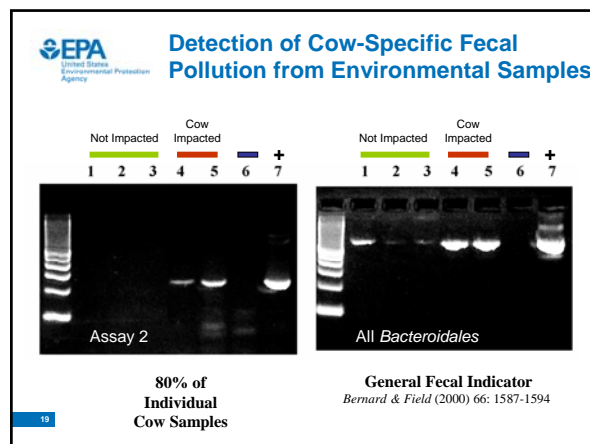 EPA
United States
Environmental Protection
Agency
Detection of Cow-Specific Fecal
Pollution from Environmental Samples
Not Impacted
Cow
Impacted
+
1 2 3 4 5 6 7
Assay 2
80% of
Individual
Cow Samples
Not Impacted
Cow
Impacted
+
1 2 3 4 5 6 7
All Bacteroidales
General Fecal Indicator
Bernard & Field (2000) 66: 1587-1594
19